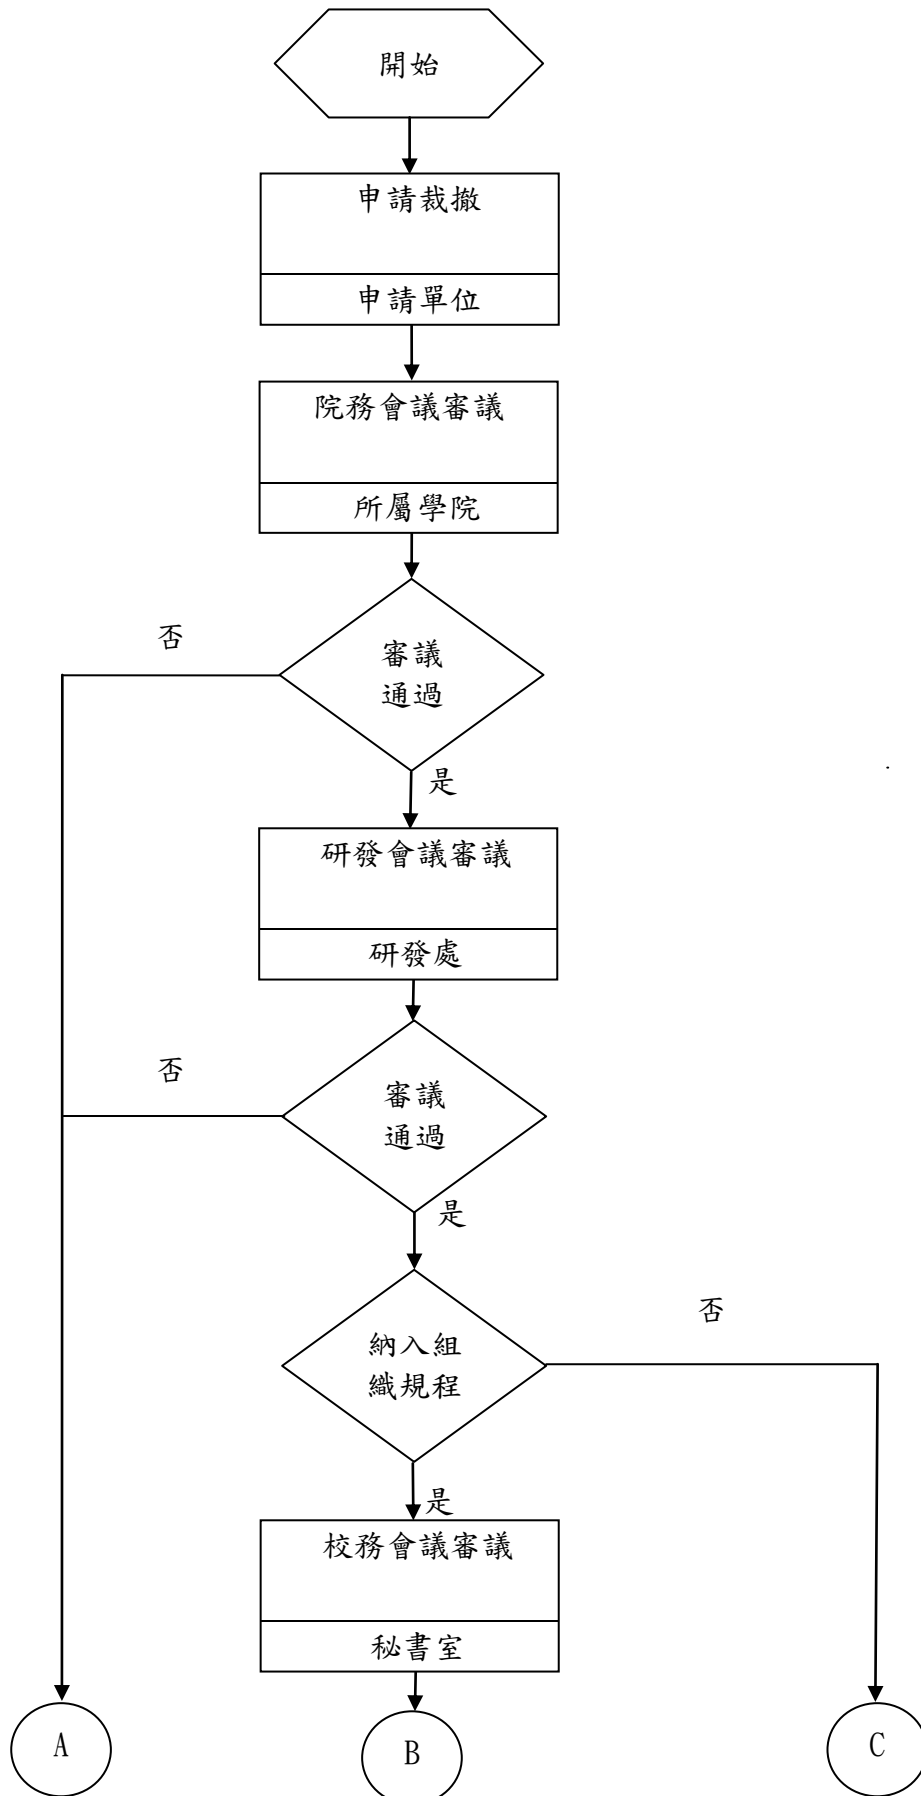 開始
申請裁撤
申請單位
院務會議審議
所屬學院
否
審議
通過
是
研發會議審議
研發處
否
審議
通過
是
否
納入組
織規程
是
校務會議審議
秘書室
A
B
C